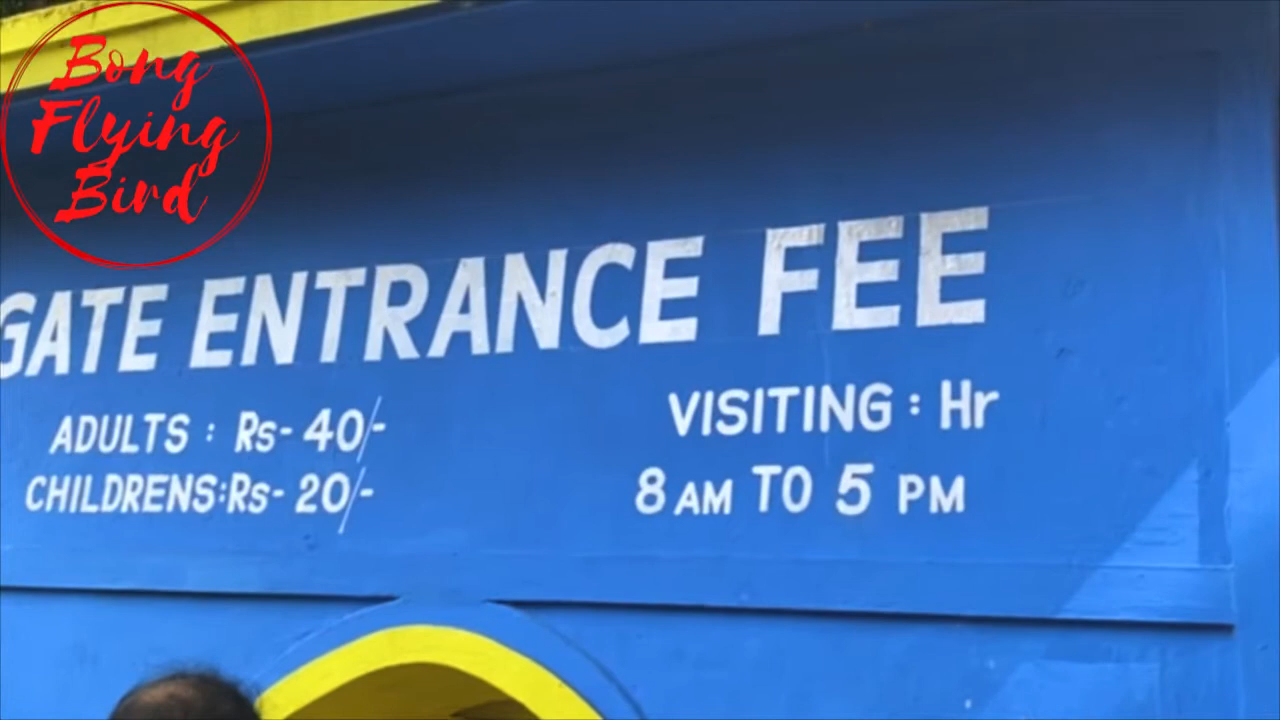 Bong
Flying
Bird
GATE ENTRANCE FEE
ADULTS : Rs- 40/-
CHILDRENS:Rs- 20/-
VISITING : Hr
8 AM TO 5 PM